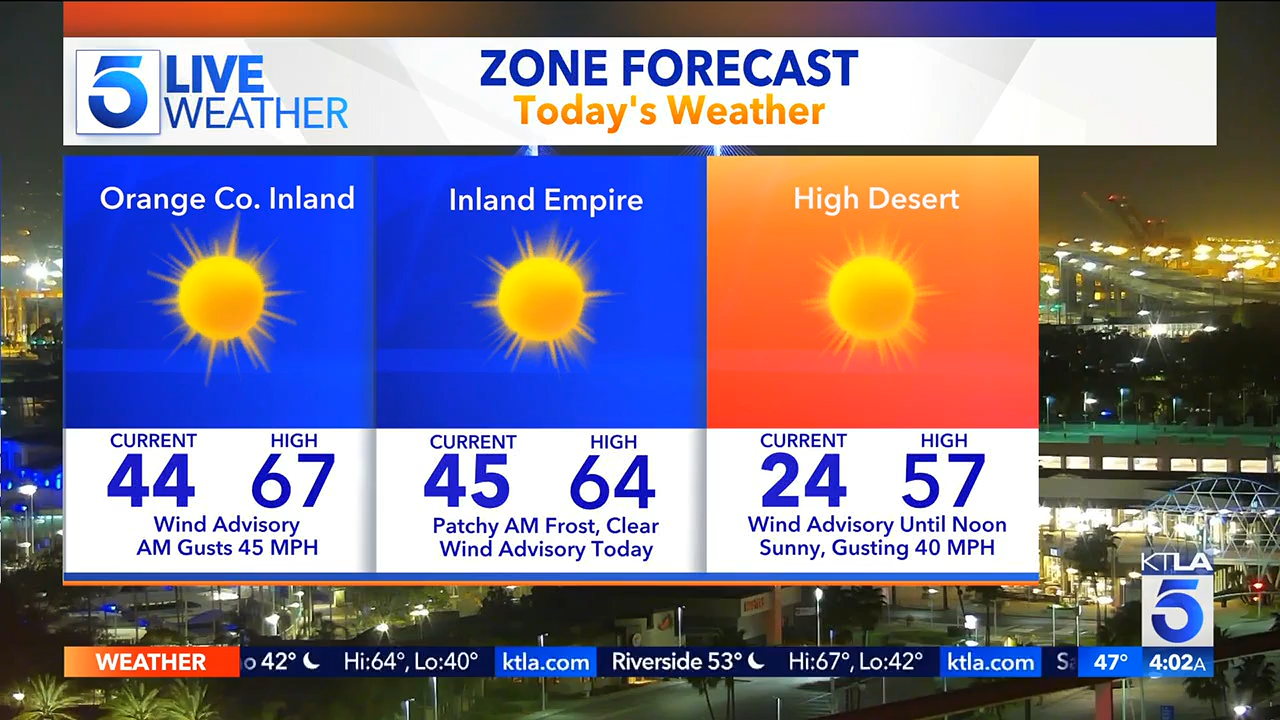 5 LIVE
WEATHER
ZONE FORECAST
Today's Weather
Orange Co. Inland
CURRENT HIGH
44 67
Wind Advisory
AM Gusts 45 MPH
Inland Empire
CURRENT HIGH
45 64
Patchy AM Frost, Clear
Wind Advisory Today
High Desert
CURRENT HIGH
24 57
Wind Advisory Until Noon
Sunny, Gusting 40 MPH
KTLA
5
WEATHER o 42° Hi:64°, Lo:40° ktla.com Riverside 53° Hi:67°, Lo:42° ktla.com Sa 47° 4:02A